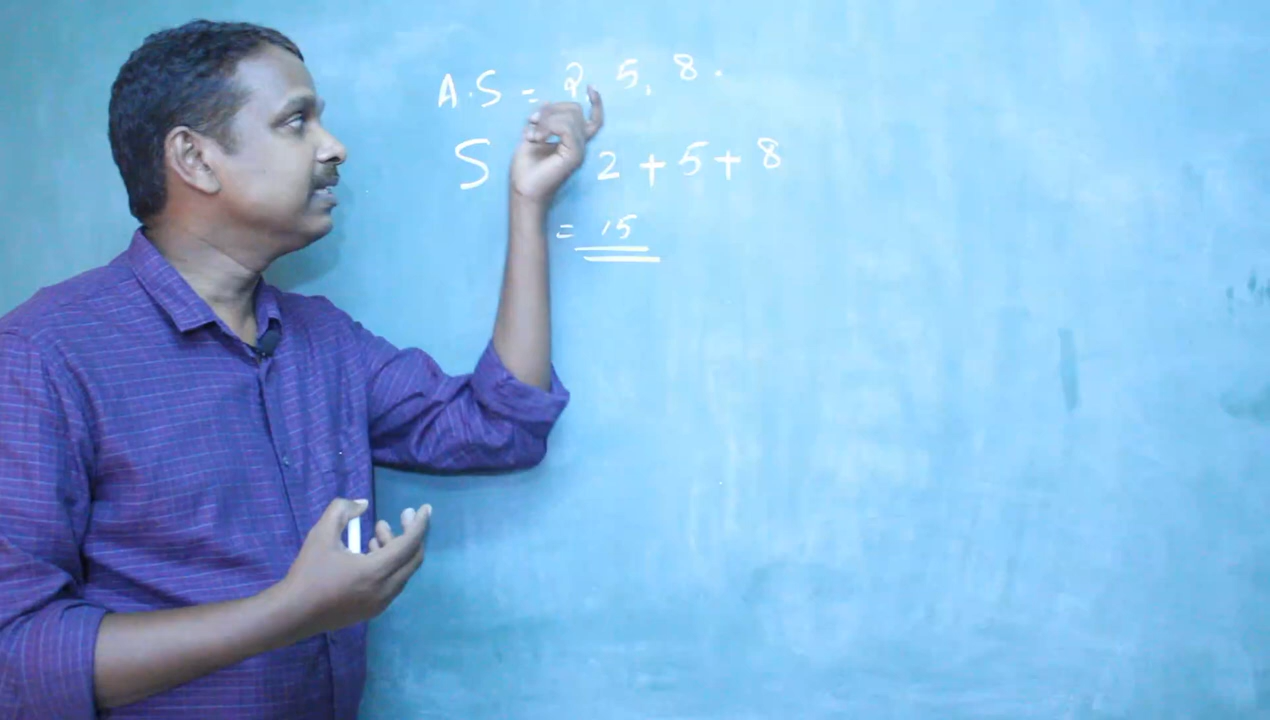 A.S = 2, 5, 8.
S 2 + 5 + 8
= 15